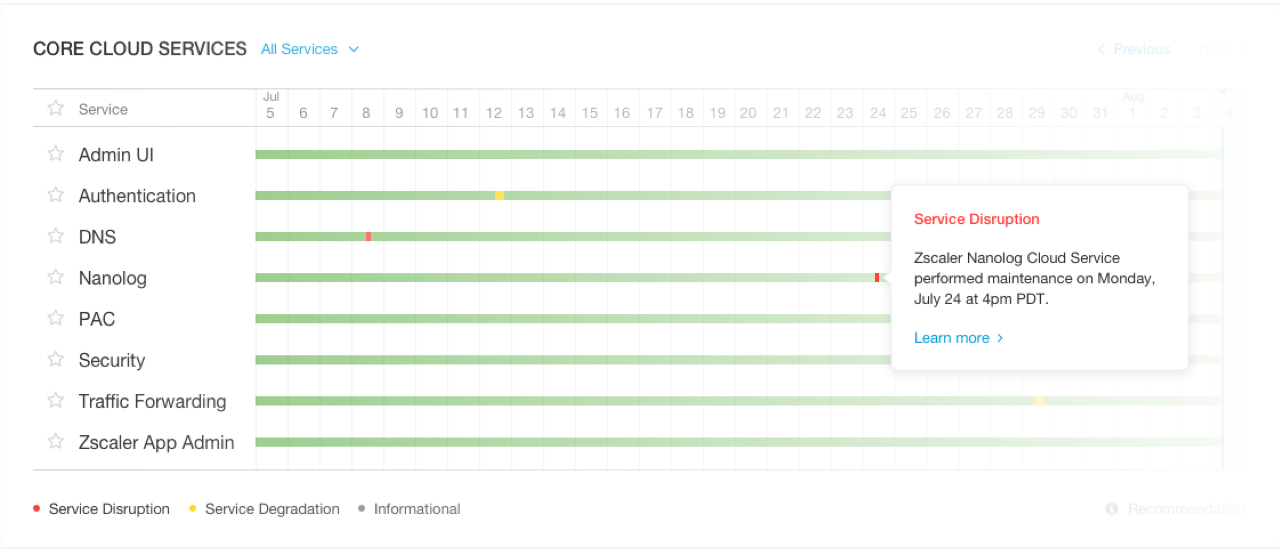 CORE CLOUD SERVICES All Services Previous Next
Jul Aug
Service 5 6 7 8 9 10 11 12 13 14 15 16 17 18 19 20 21 22 23 24 25 26 27 28 29 30 31 1 2 3 4
Admin UI
Authentication
DNS
Nanolog
PAC
Security
Traffic Forwarding
Zscaler App Admin
Service Disruption
Zscaler Nanolog Cloud Service
performed maintenance on Monday,
July 24 at 4pm PDT.
Learn more
Service Disruption Service Degradation Informational Recommendation